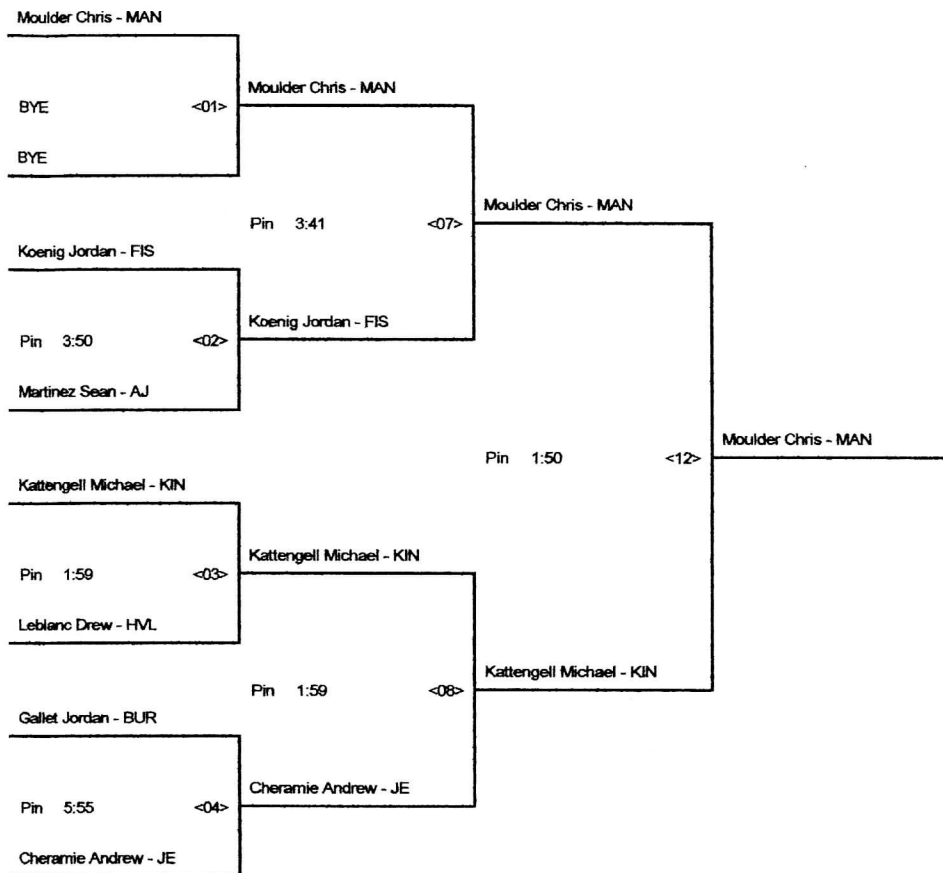 Moulder Chris - MAN
Moulder Chris - MAN
BYE <01>
BYE
Moulder Chris - MAN
Pin 3:41 <07>
Koenig Jordan - FIS
Koenig Jordan - FIS
Pin 3:50 <02>
Martinez Sean - AJ
Moulder Chris - MAN
Pin 1:50 <12>
Kattengell Michael - KIN
Kattengell Michael - KIN
Pin 1:59 <03>
Leblanc Drew - HVL
Kattengell Michael - KIN
Pin 1:59 <08>
Gallet Jordan - BUR
Cheramie Andrew - JE
Pin 5:55 <04>
Cheramie Andrew - JE